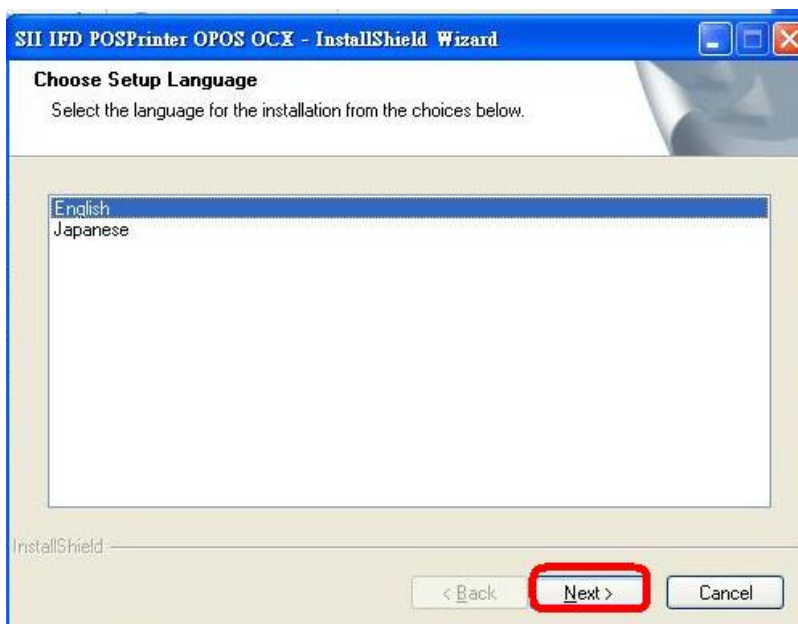 SII IFD POSPrinter OPOS OCX - InstallShield Wizard
Choose Setup Language
Select the language for the installation from the choices below.
English
Japanese
InstallShield
< Back
Next >
Cancel